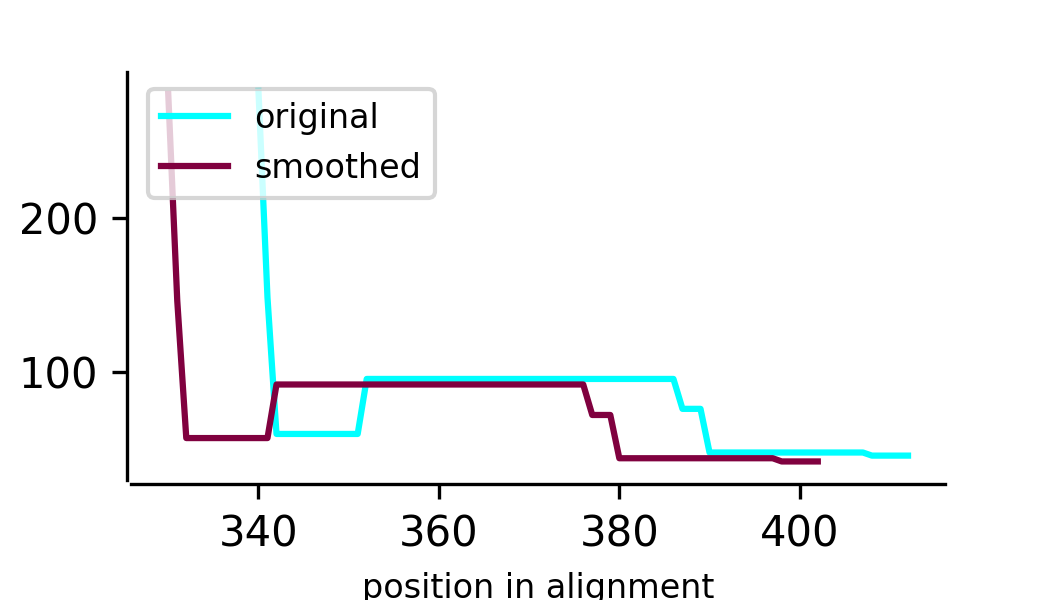 original
smoothed
200
100
340 360 380 400
position in alignment